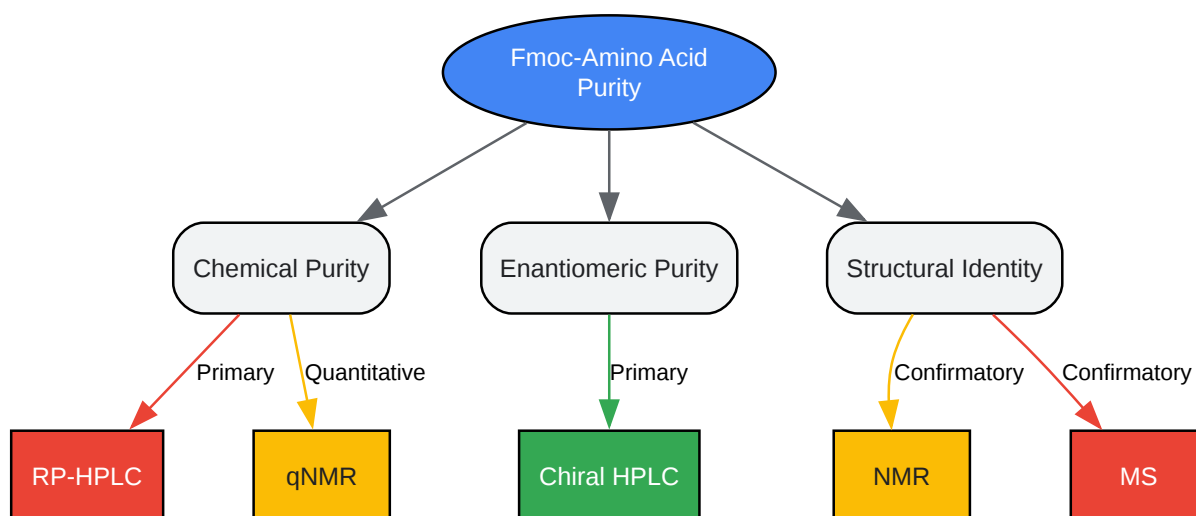 Fmoc-Amino Acid
Purity
Chemical Purity
Enantiomeric Purity
Structural Identity
Primary
Quantitative
Primary
Confirmatory
Confirmatory
RP-HPLC
qNMR
Chiral HPLC
NMR
MS